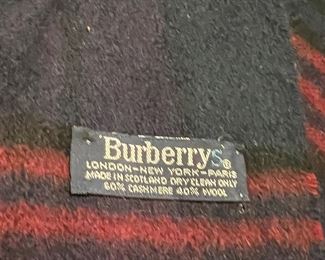 Burberrys®
LONDON-NEW YORK-PARIS
MADE IN SCOTLAND DRY CLEAN ONLY
60% CASHMERE 40% WOOL